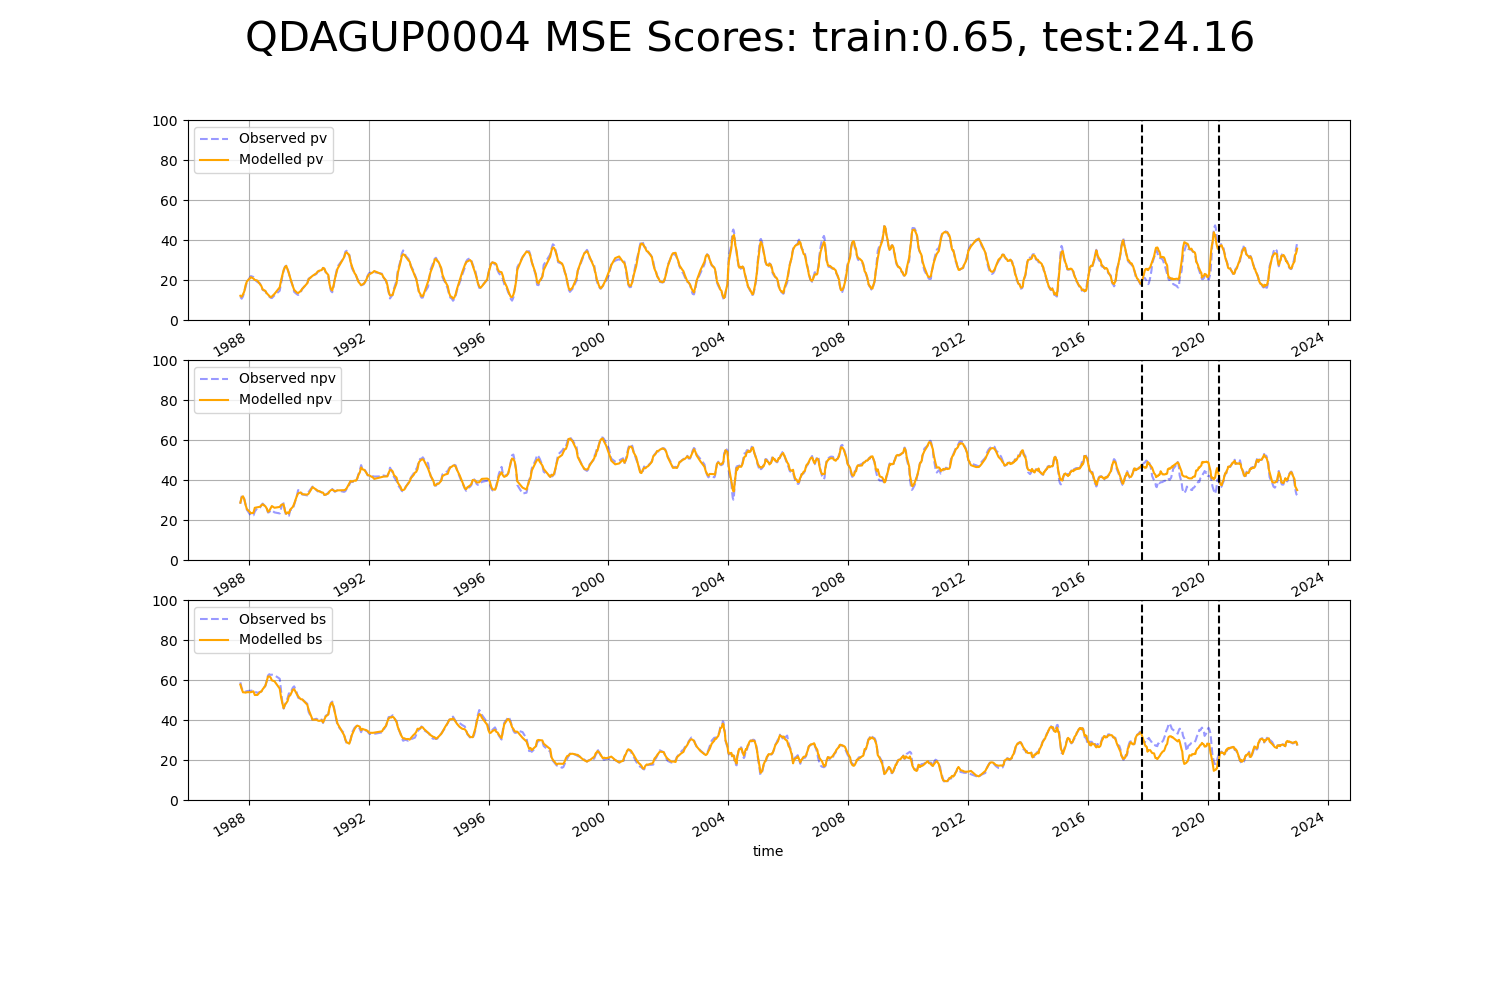 QDAGUP0004 MSE Scores: train:0.65, test:24.16
100
80
60
40
20
0
Observed pv
Modelled pv
1988 1992 1996 2000 2004 2008 2012 2016 2020 2024
100
80
60
40
20
0
Observed npv
Modelled npv
1988 1992 1996 2000 2004 2008 2012 2016 2020 2024
100
80
60
40
20
0
Observed bs
Modelled bs
1988 1992 1996 2000 2004 2008 2012 2016 2020 2024
time